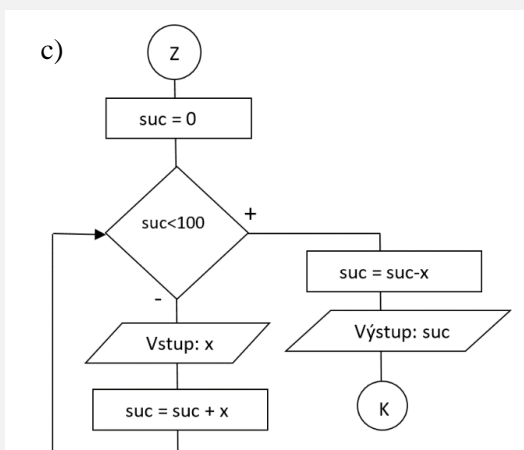 c)
Z
suc = 0
suc<100
+
-
suc = suc-x
Vstup: x
Výstup: suc
suc = suc + x
K